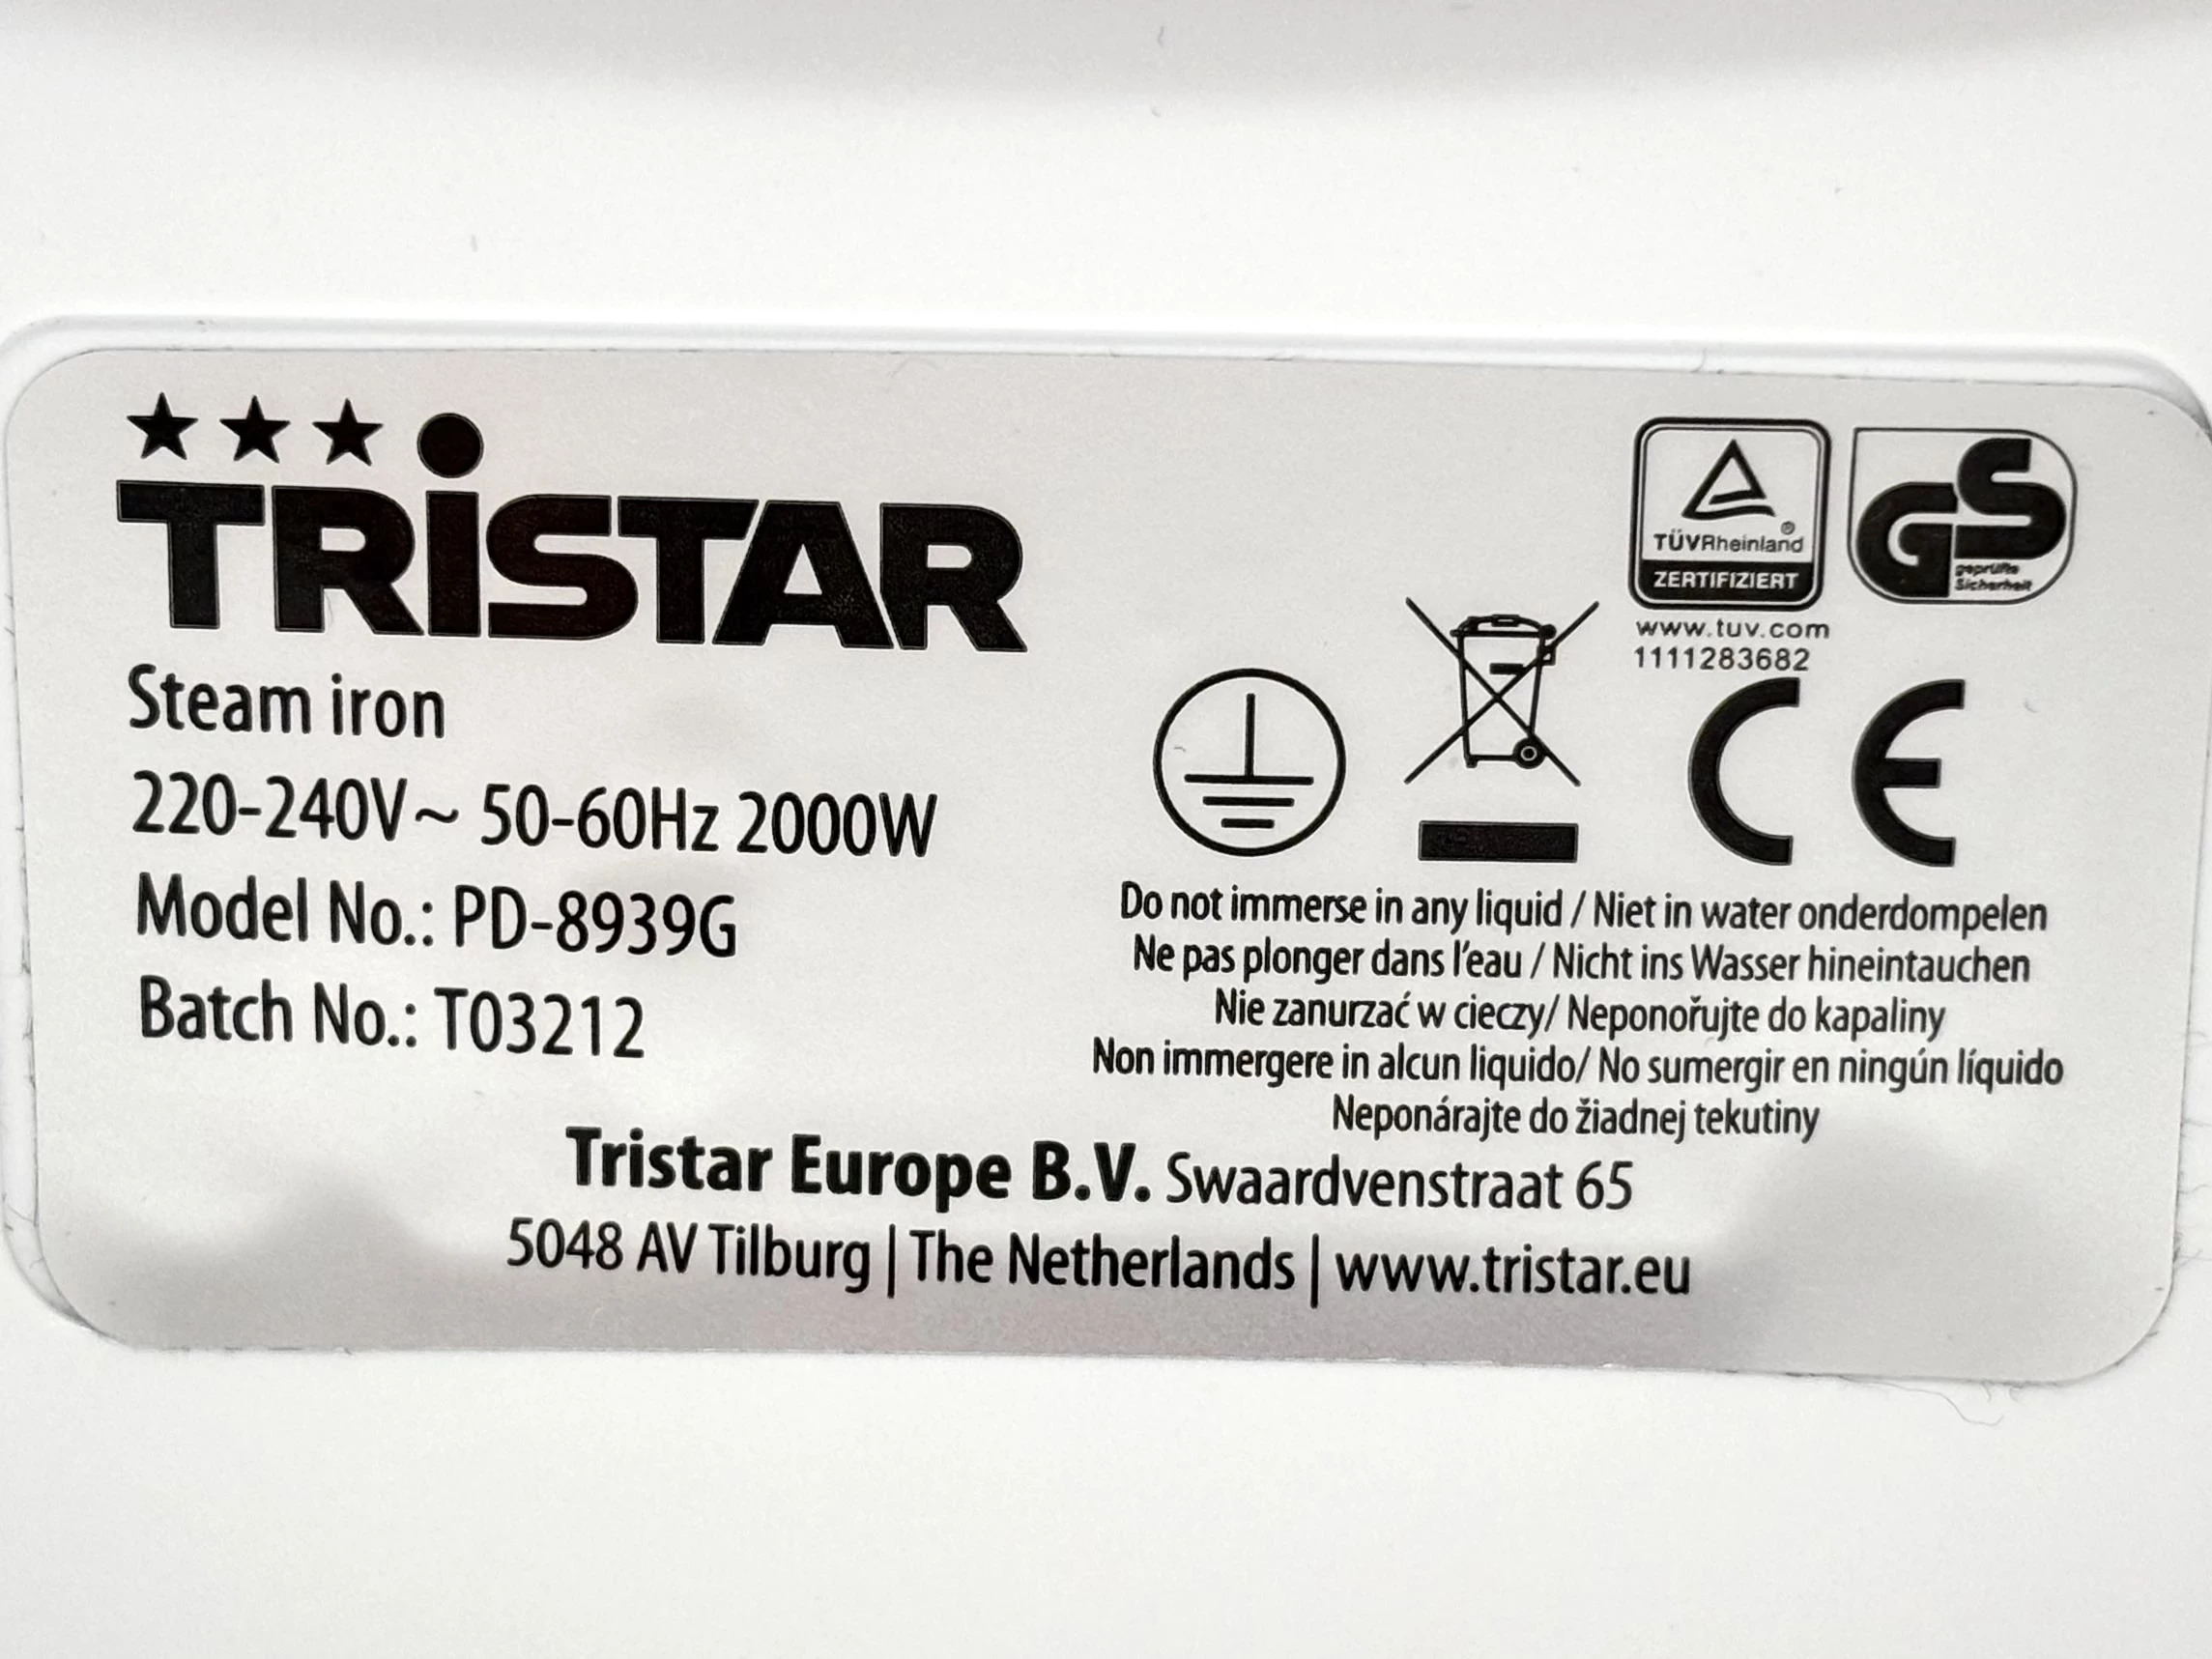 TRiSTAR
Steam iron
220-240V~ 50-60Hz 2000W
Model No.: PD-8939G
Batch No.: T03212
TÜVRheinland®
ZERTIFIZIERT
www.tuv.com
1111283682
GS
geprüfte
Sicherheit
CE
Do not immerse in any liquid / Niet in water onderdompelen
Ne pas plonger dans l'eau / Nicht ins Wasser hineintauchen
Nie zanurzać w cieczy/ Neponořujte do kapaliny
Non immergere in alcun liquido/ No sumergir en ningún líquido
Neponárajte do žiadnej tekutiny
Tristar Europe B.V. Swaardvenstraat 65
5048 AV Tilburg | The Netherlands | www.tristar.eu